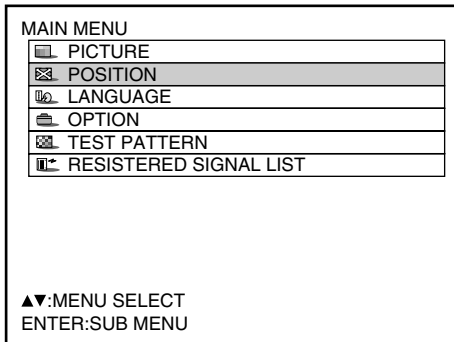 MAIN MENU
PICTURE
POSITION
LANGUAGE
OPTION
TEST PATTERN
RESISTERED SIGNAL LIST
▲▼:MENU SELECT
ENTER:SUB MENU